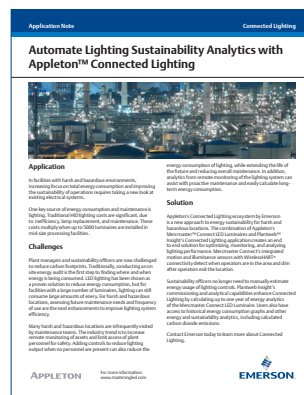 Application Note
Connected Lighting
Automate Lighting Sustainability Analytics with
Appleton™ Connected Lighting
Application
In facilities with harsh and hazardous environments,
increasing focus on total energy consumption and improving
the sustainability of operations requires taking a new look at
existing electrical systems.
One key source of energy consumption and maintenance is
lighting. Traditional HID lighting costs are significant, due
to inefficiency, lamp replacement, and maintenance. These
costs multiply when up to 5000 luminaires are installed in
mid-size processing facilities.
Challenges
Plant managers and sustainability officers are now challenged
to reduce carbon footprints. Traditionally, conducting an on
site energy audit is the first step to finding where and when
energy is being consumed. LED lighting has been shown as
a proven solution to reduce energy consumption, but for
facilities with a large number of luminaires, lighting can still
consume large amounts of energy. For harsh and hazardous
locations, assessing future maintenance needs and frequency
of use are the next enhancements to improve lighting system
efficiency.
Many harsh and hazardous locations are infrequently visited
by maintenance teams. The industry trend is to increase
remote monitoring of assets and limit access of plant
personnel for safety. Adding controls to reduce lighting
output when no personnel are present can also reduce the
energy consumption of lighting, while extending the life of
the fixture and reducing overall maintenance. In addition,
analytics from remote monitoring of the lighting system can
assist with proactive maintenance and easily calculate long-
term energy consumption.
Solution
Appleton's Connected Lighting ecosystem by Emerson
is a new approach to energy sustainability for harsh and
hazardous locations. The combination of Appleton's
Mercmaster™ Connect LED Luminaires and Plantweb™
Insight's Connected Lighting application creates an end
to end solution for optimizing, monitoring, and analyzing
lighting performance. Mercmaster Connect's integrated
motion and illuminance sensors with WirelessHART®
connectivity detect when operators are in the area and dim
after operators exit the location.
Sustainability officers no longer need to manually estimate
energy usage of lighting controls. Plantweb Insight's
commissioning and analytical capabilities enhance Connected
Lighting by calculating up to one year of energy analytics
of the Mercmaster Connect LED Luminaires. Users also have
access to historical energy consumption graphs and other
energy and sustainability analytics, including calculated
carbon dioxide emissions.
Contact Emerson today to learn more about Connected
Lighting.
APPLETON
For more information:
www.masteringled.com
EMERSON